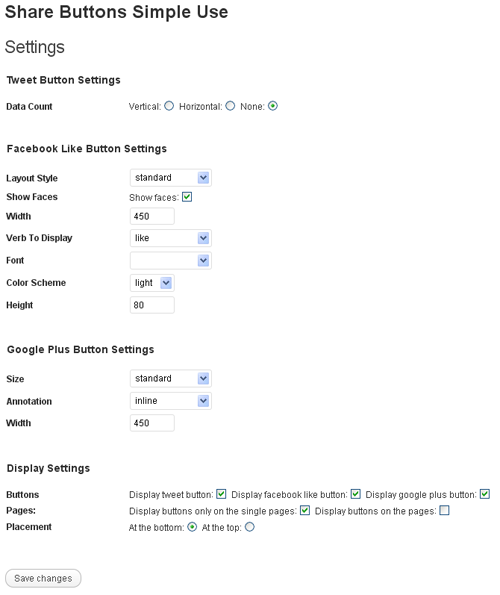 Share Buttons Simple Use
Settings
Tweet Button Settings
Data Count Vertical: Horizontal: None:
Facebook Like Button Settings
Layout Style standard
Show Faces Show faces:
Width 450
Verb To Display like
Font
Color Scheme light
Height 80
Google Plus Button Settings
Size standard
Annotation inline
Width 450
Display Settings
Buttons Display tweet button: Display facebook like button: Display google plus button:
Pages: Display buttons only on the single pages: Display buttons on the pages:
Placement At the bottom: At the top:
Save changes